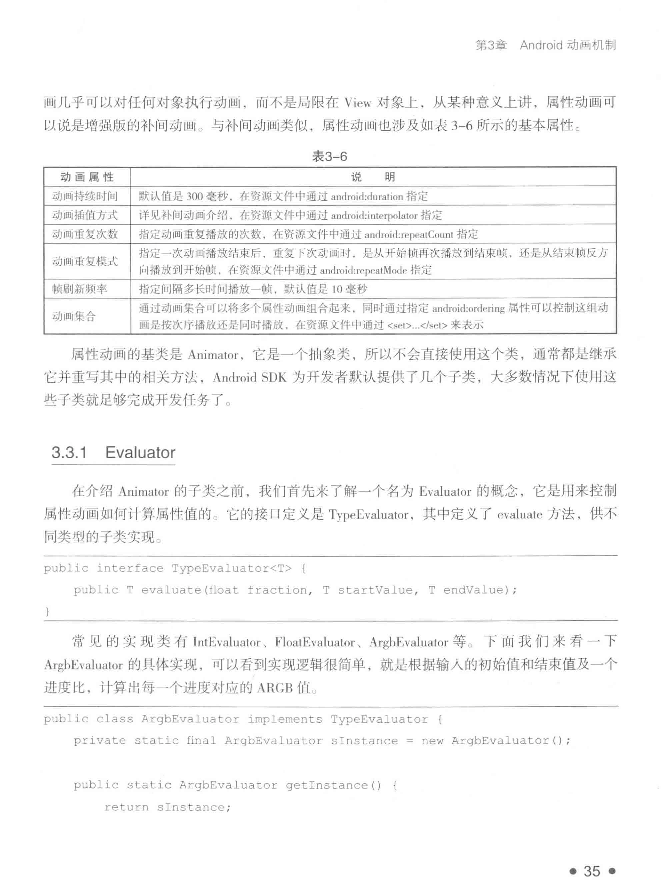 第3章 Android 动画机制
画几乎可以对任何对象执行动画，而不是局限在 View 对象上，从某种意义上讲，属性动画可
以说是增强版的补间动画。与补间动画类似，属性动画也涉及如表 3-6 所示的基本属性。
表3-6
动 画 属 性 说 明
动画持续时间 默认值是 300 毫秒，在资源文件中通过 android:duration 指定
动画插值方式 详见补间动画介绍，在资源文件中通过 android:interpolator 指定
动画重复次数 指定动画重复播放的次数，在资源文件中通过 android:repeatCount 指定
动画重复模式 指定一次动画播放结束后，重复下次动画时，是从开始帧再次播放到结束帧，还是从结束帧反方
向播放到开始帧，在资源文件中通过 android:repeatMode 指定
帧刷新频率 指定间隔多长时间播放一帧，默认值是 10 毫秒
动画集合 通过动画集合可以将多个属性动画组合起来，同时通过指定 android:ordering 属性可以控制这组动
画是按次序播放还是同时播放，在资源文件中通过 <set>...</set> 来表示
属性动画的基类是 Animator，它是一个抽象类，所以不会直接使用这个类，通常都是继承
它并重写其中的相关方法，Android SDK 为开发者默认提供了几个子类，大多数情况下使用这
些子类就足够完成开发任务了。
3.3.1 Evaluator
在介绍 Animator 的子类之前，我们首先来了解一个名为 Evaluator 的概念，它是用来控制
属性动画如何计算属性值的。它的接口定义是 TypeEvaluator，其中定义了 evaluate 方法，供不
同类型的子类实现。
public interface TypeEvaluator<T> {
public T evaluate(float fraction, T startValue, T endValue);
}
常见的实现类有 IntEvaluator、FloatEvaluator、ArgbEvaluator 等。下面我们来看一下
ArgbEvaluator 的具体实现，可以看到实现逻辑很简单，就是根据输入的初始值和结束值及一个
进度比，计算出每一个进度对应的 ARGB 值。
public class ArgbEvaluator implements TypeEvaluator {
private static final ArgbEvaluator sInstance = new ArgbEvaluator();
public static ArgbEvaluator getInstance() {
return sInstance;
• 35 •